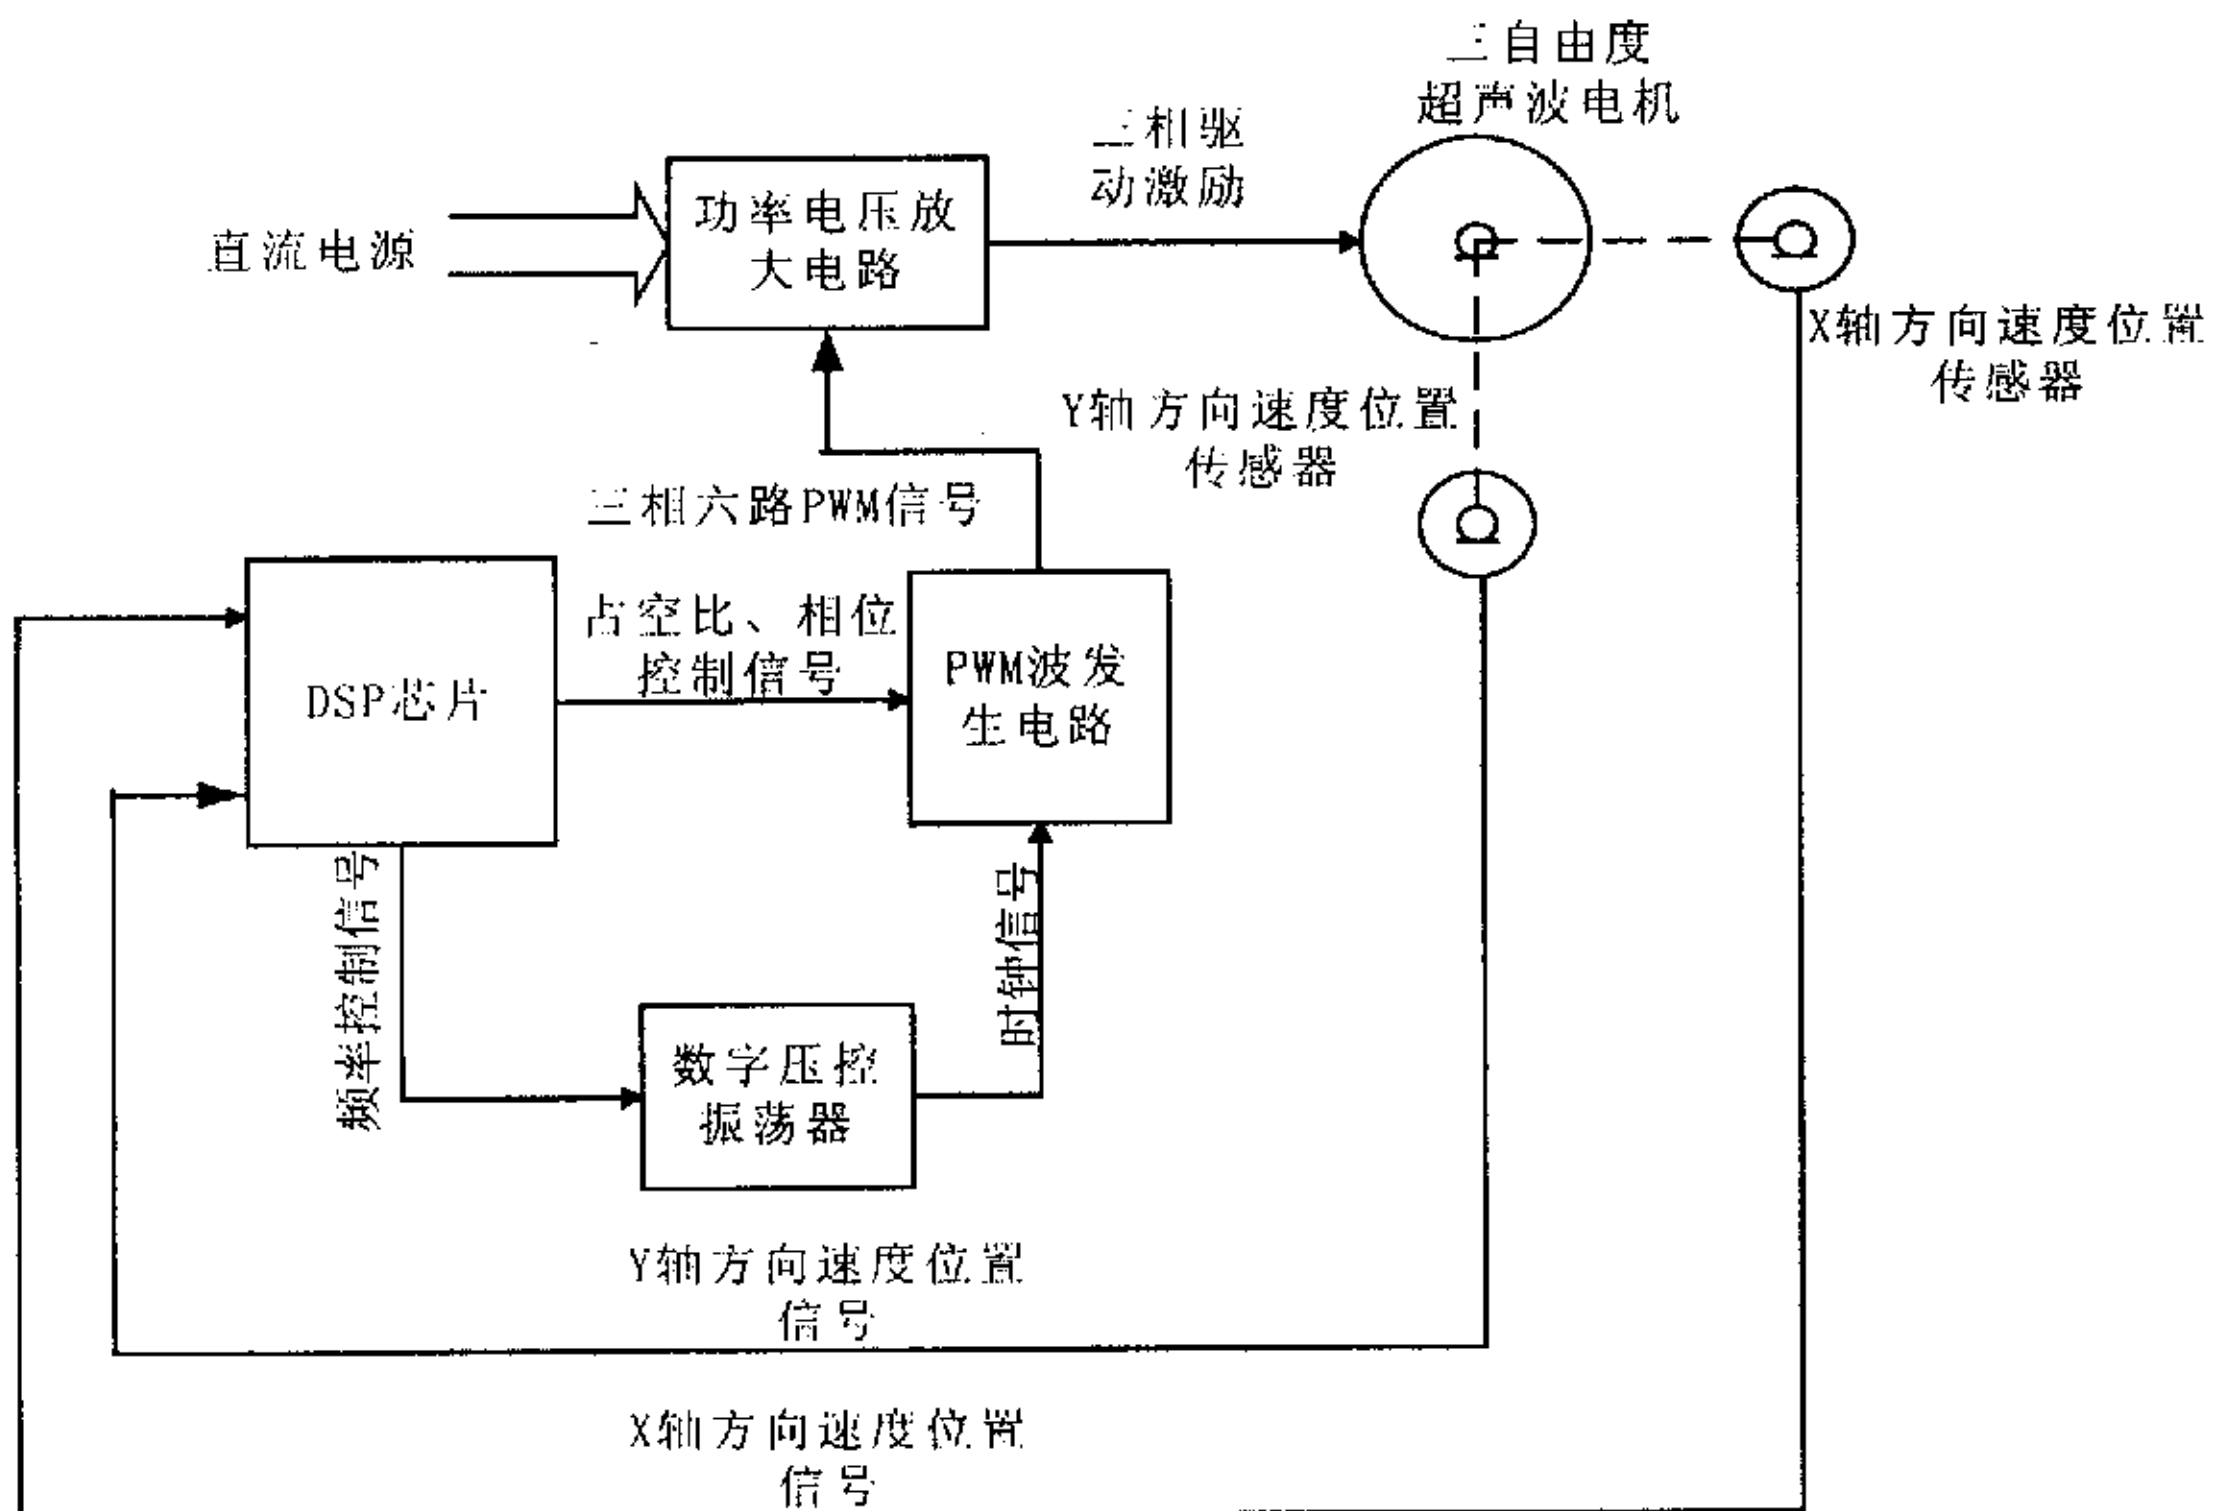 三自由度
超声波电机
三相驱
动激励
功率电压放
大电路
直流电源
X轴方向速度位置
传感器
Y轴方向速度位置
传感器
三相六路PWM信号
占空比、相位
控制信号
PWM波发
生电路
DSP芯片
频率控制信号
时钟信号
数字压控
振荡器
Y轴方向速度位置
信号
X轴方向速度位置
信号